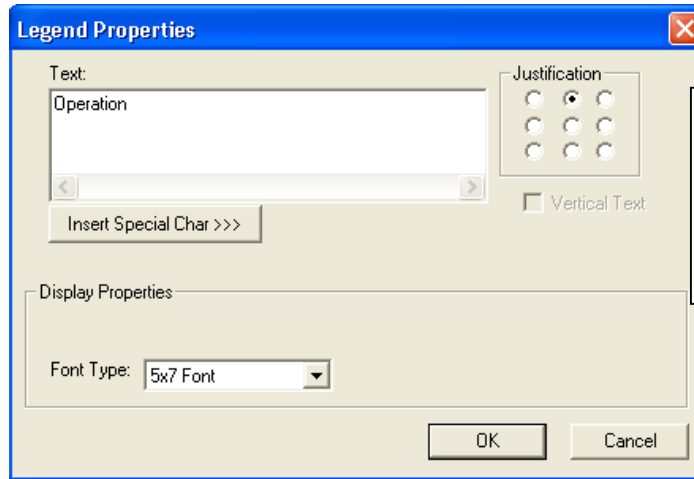 Legend Properties
Text:
Justification
Operation
Vertical Text
Insert Special Char >>>
Display Properties
Font Type: 5x7 Font
OK Cancel